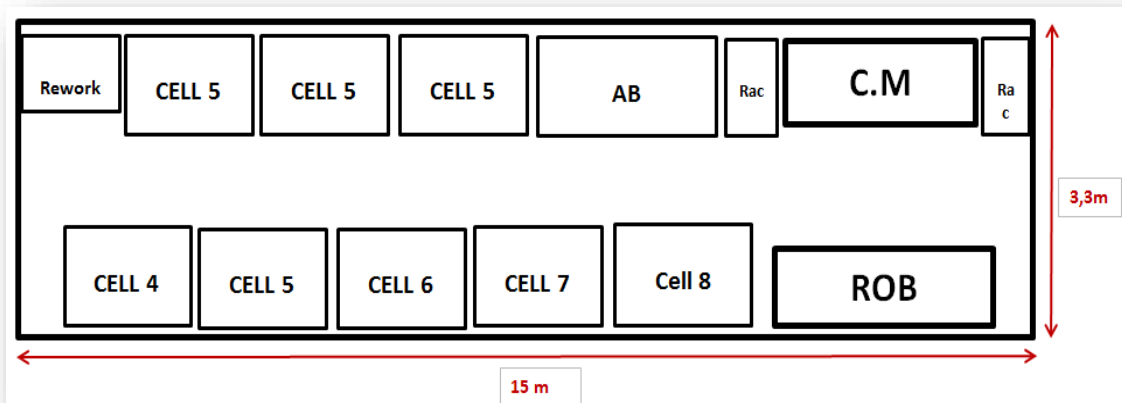 Rework
CELL 5
CELL 5
CELL 5
AB
Rac
C.M
Ra
c
3,3m
CELL 4
CELL 5
CELL 6
CELL 7
Cell 8
ROB
15 m